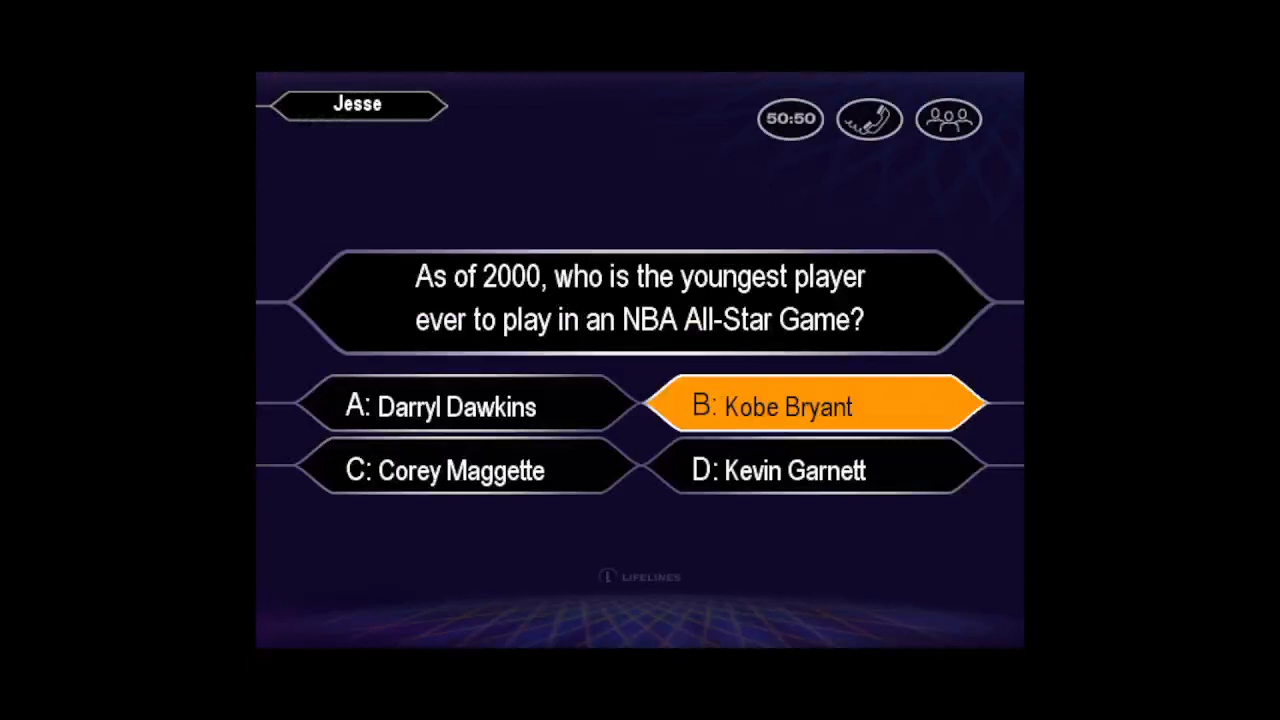 Jesse
50:50
As of 2000, who is the youngest player
ever to play in an NBA All-Star Game?
A: Darryl Dawkins
B: Kobe Bryant
C: Corey Maggette
D: Kevin Garnett
L LIFELINES